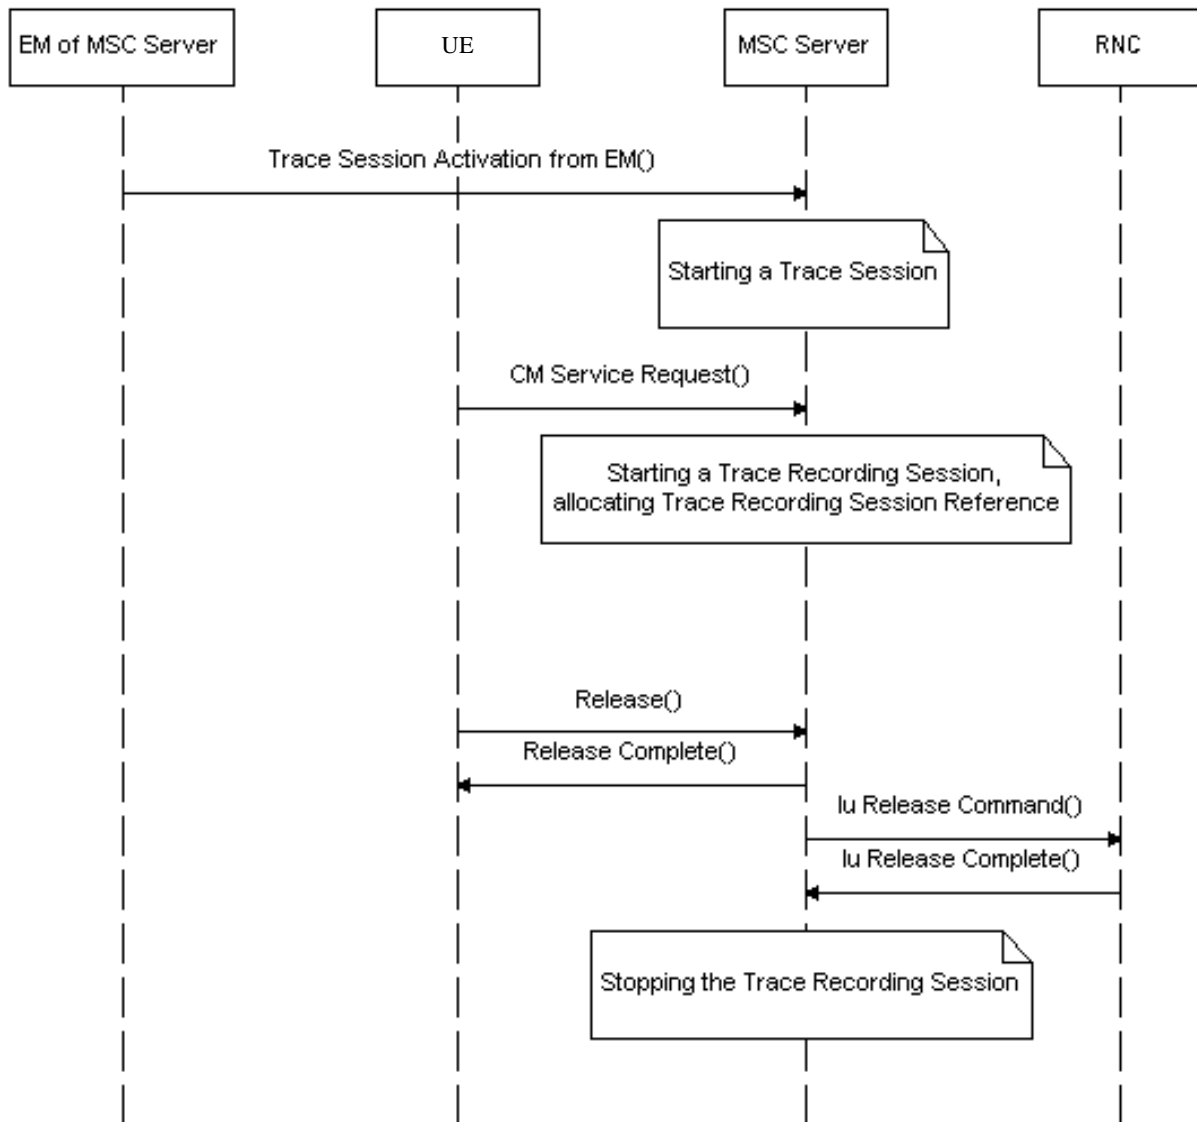 EM of MSC Server
UE
MSC Server
RNC
Trace Session Activation from EM()
Starting a Trace Session
CM Service Request()
Starting a Trace Recording Session,
allocating Trace Recording Session Reference
Release()
Release Complete()
Iu Release Command()
Iu Release Complete()
Stopping the Trace Recording Session